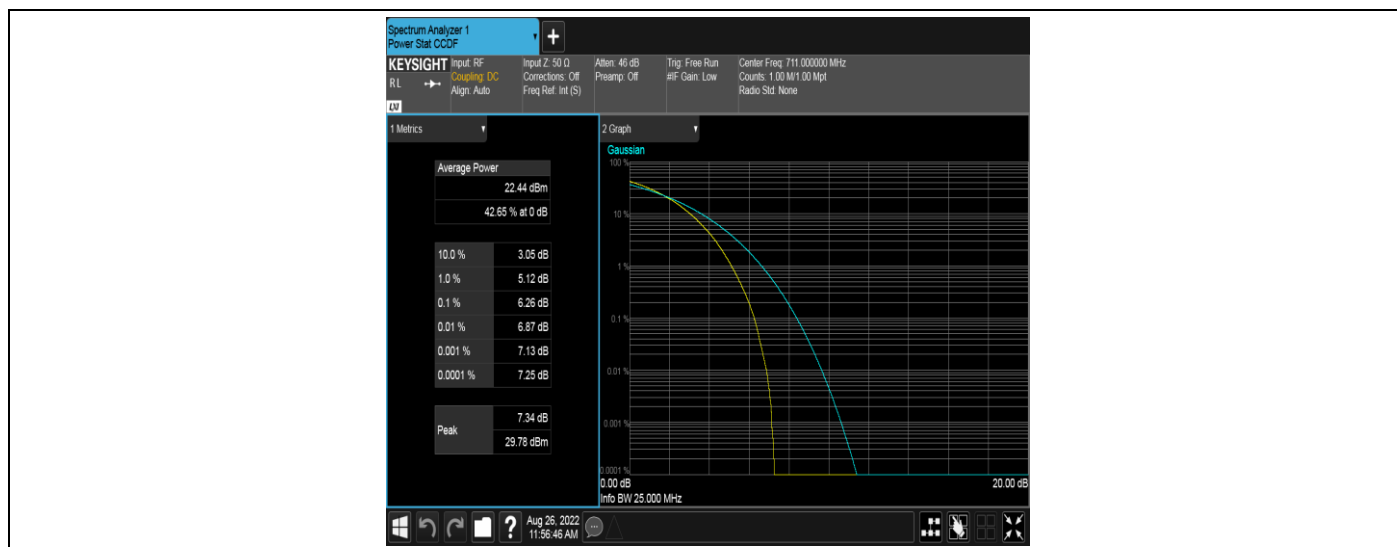 Spectrum Analyzer 1
Power Stat CCDF
+
KEYSIGHT
RL
LXI
Input: RF
Coupling: DC
Align: Auto
Input Z: 50 Ω
Corrections: Off
Freq Ref: Int (S)
Atten: 46 dB
Preamp: Off
Trig: Free Run
#IF Gain: Low
Center Freq: 711.000000 MHz
Counts: 1.00 M/1.00 Mpt
Radio Std: None
1 Metrics
Average Power
22.44 dBm
42.65 % at 0 dB
10.0 % 3.05 dB
1.0 % 5.12 dB
0.1 % 6.26 dB
0.01 % 6.87 dB
0.001 % 7.13 dB
0.0001 % 7.25 dB
Peak
7.34 dB
29.78 dBm
2 Graph
Gaussian
100 %
10 %
1 %
0.1 %
0.01 %
0.001 %
0.0001 %
0.00 dB 20.00 dB
Info BW 25.000 MHz
?
Aug 26, 2022
11:56:46 AM